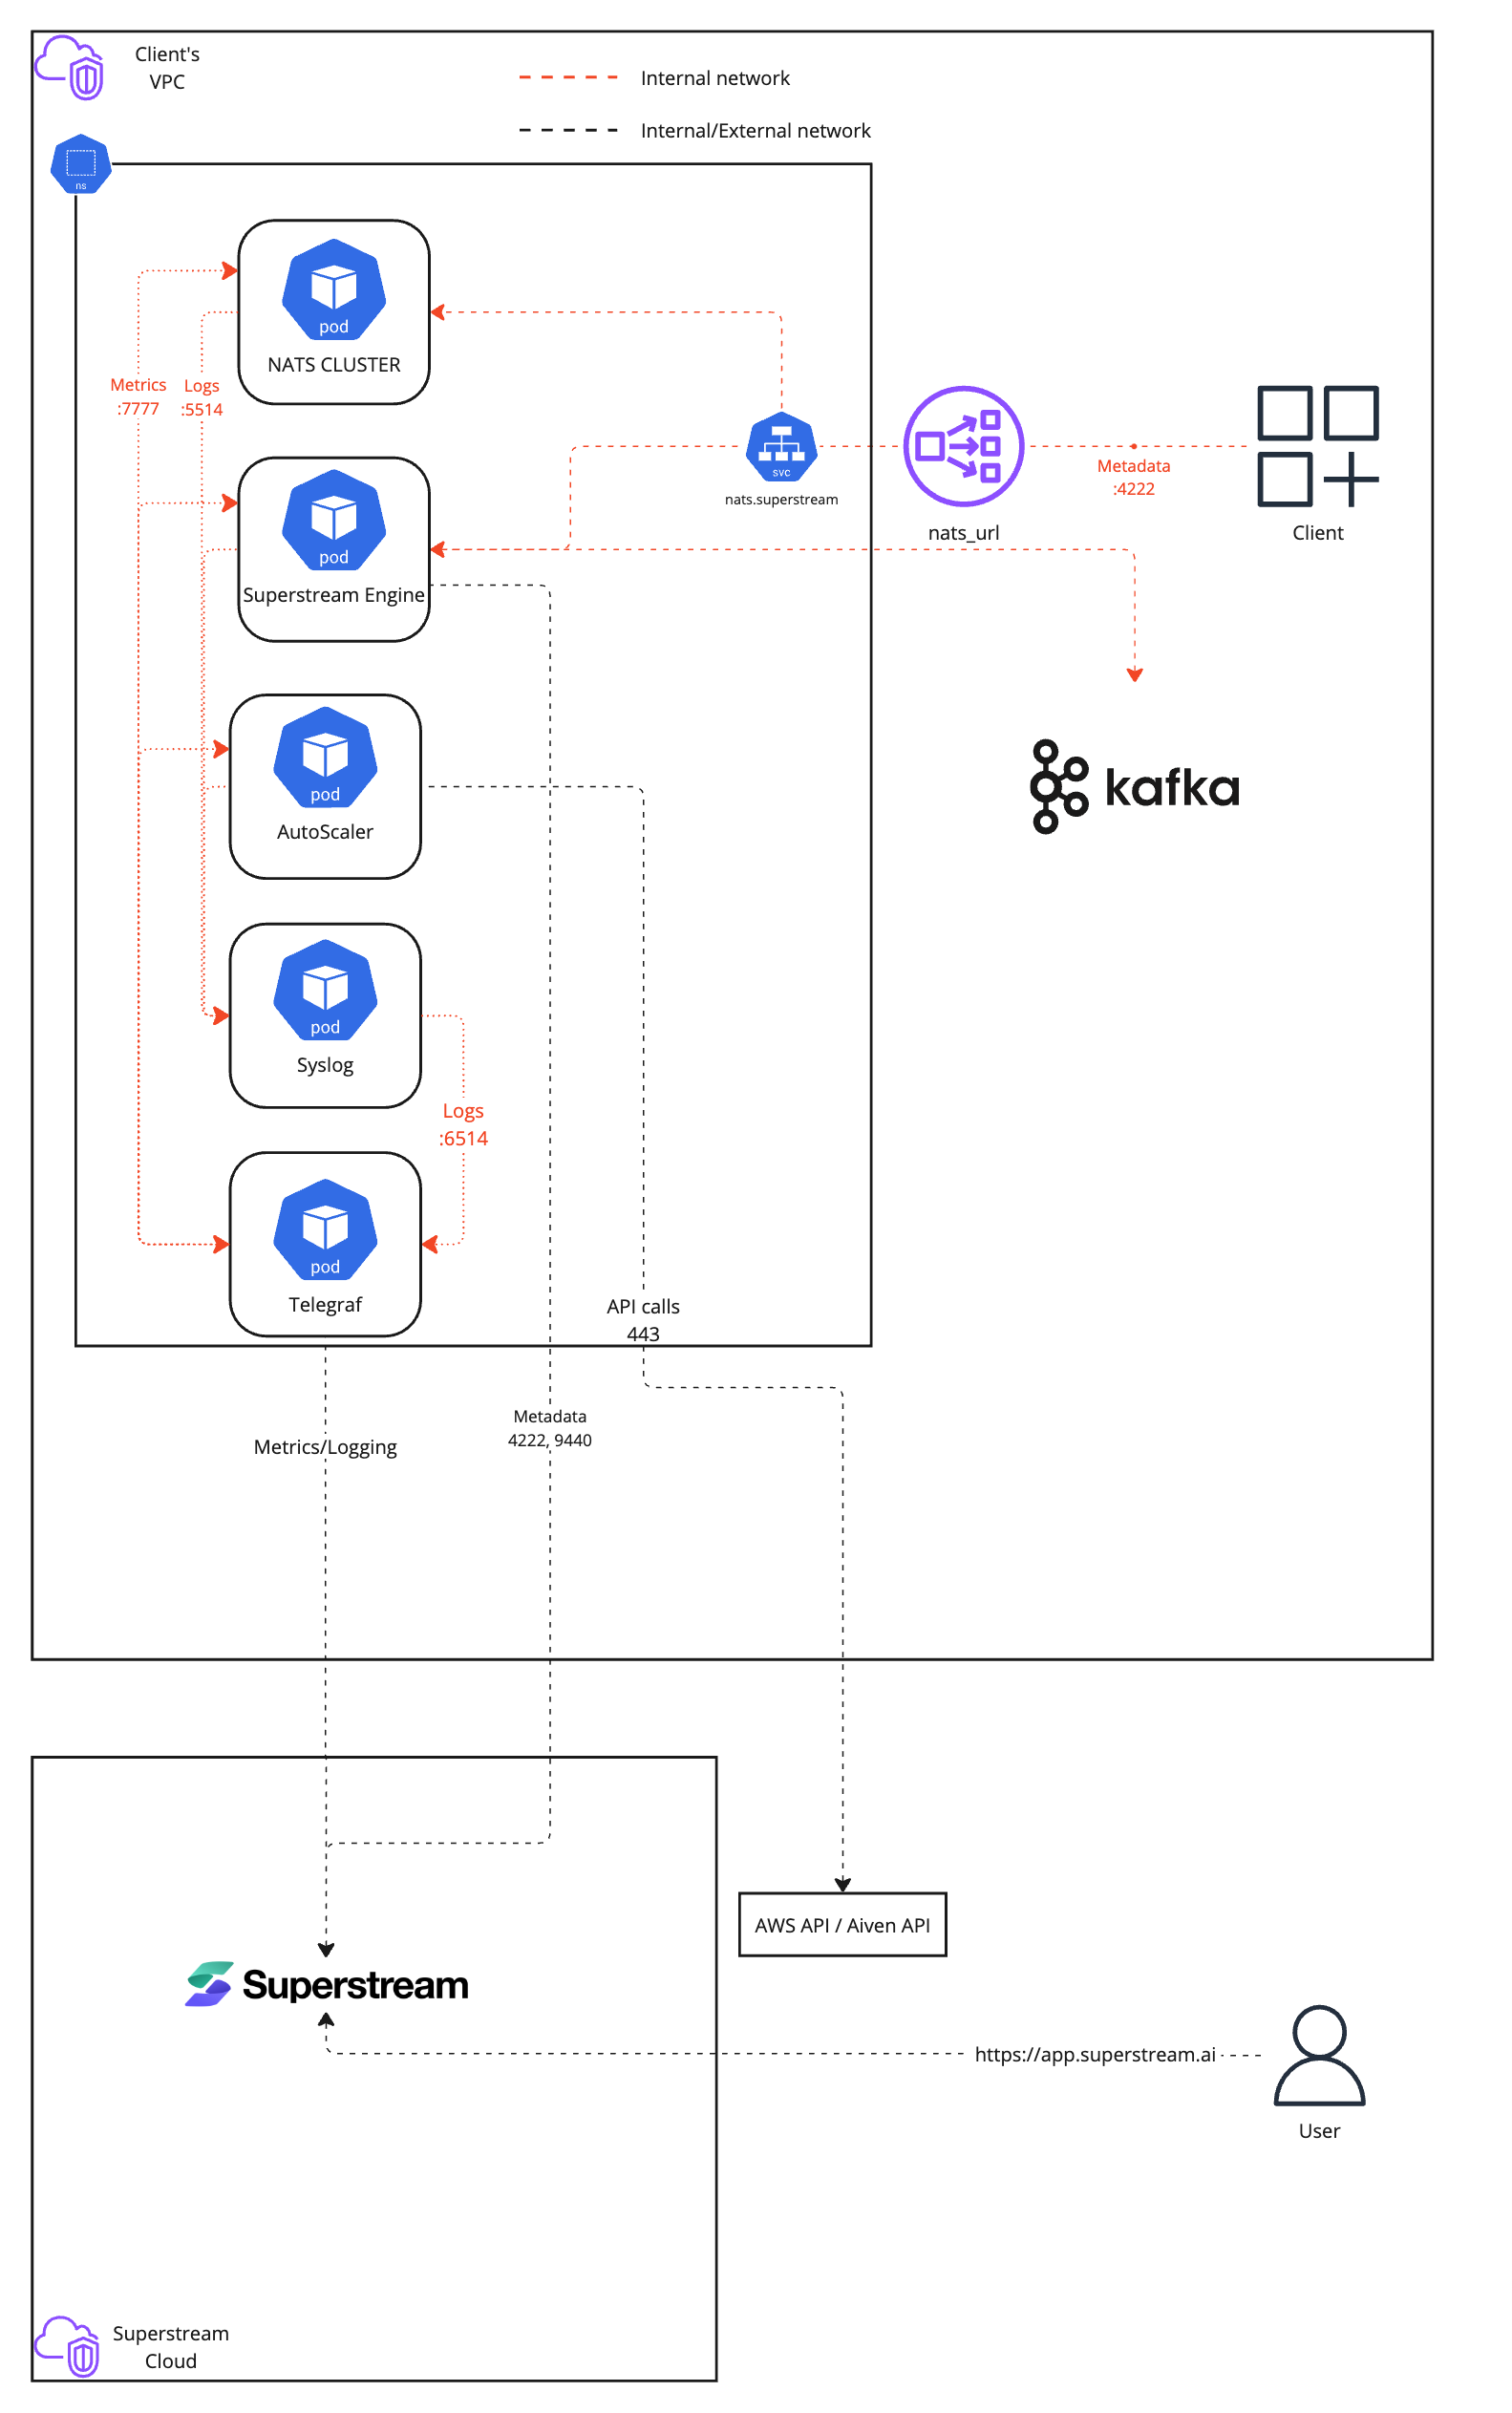 Client's
VPC
Internal network
Internal/External network
ns
pod
NATS CLUSTER
Metrics
:7777
Logs
:5514
svc
nats.superstream
nats_url
Metadata
:4222
Client
pod
Superstream Engine
kafka
pod
AutoScaler
pod
Syslog
Logs
:6514
pod
Telegraf
API calls
443
Metadata
4222, 9440
Metrics/Logging
AWS API / Aiven API
Superstream
https://app.superstream.ai
User
Superstream
Cloud